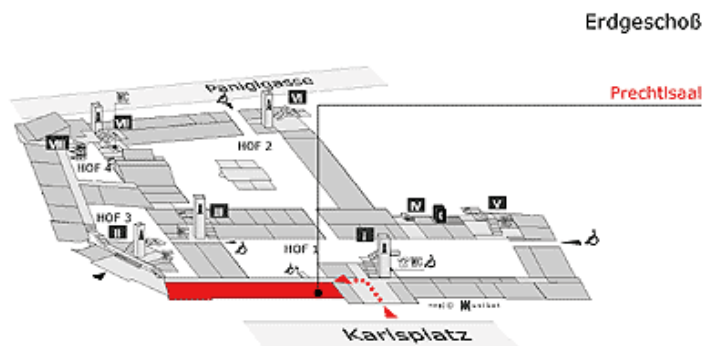 Erdgeschoß
Prechtlsaal
Paniglgasse
VI
VII
HOF 2
VIII
HOF 4
HOF 3
II
III
IV
V
HOF 1
I
Karlsplatz